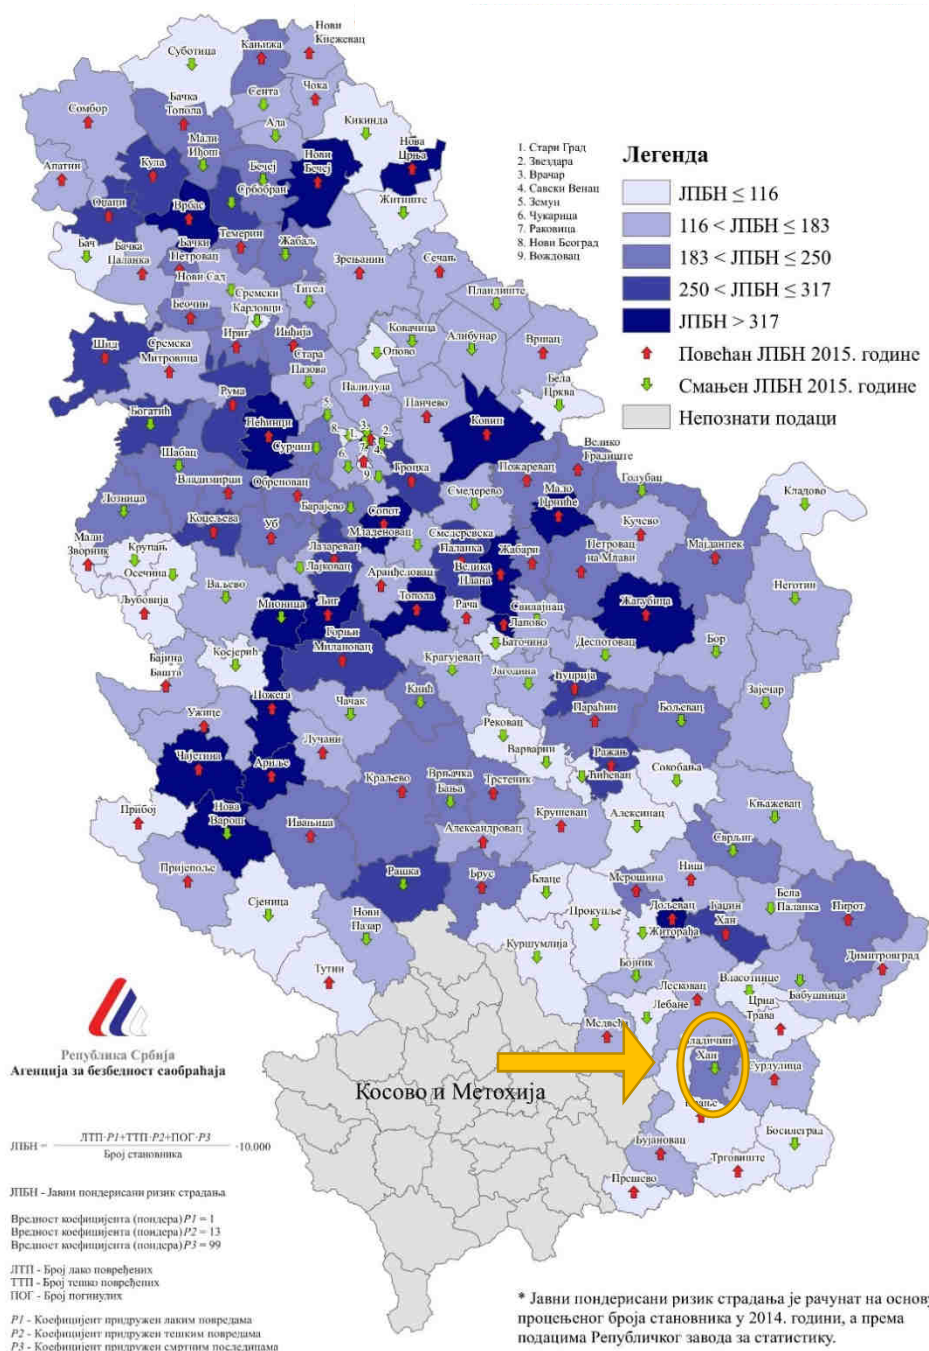 Нови
Кнежевац
Суботица
Кањижа
Сомбор
Бачка
Топола
Сента
Чока
Ада
Кикинда
Мали
Иђош
Нова
Црња
Апатин
Кула
Бечеј
Нови
Бечеј
Оџаци
Србобран
Врбас
Житиште
Бач
Бачка
Паланка
Бачки
Петровац
Темерин
Жабаљ
Зрењанин
Сечањ
Нови Сад
Сремски
Карловци
Тител
Пландиште
Беочин
Ириг
Инђија
Ковачица
Опово
Алибунар
Вршац
Шид
Сремска
Митровица
Стара
Пазова
Бела
Црква
Рума
Палилула
Панчево
Ковин
Богатић
Пећинци
Сурчин
5.
8.
1.
3.
2.
7.
4.
6.
9.
Шабац
Владимирци
Обреновац
Гроцка
Пожаревац
Велико
Градиште
Голубац
Лозница
Барајево
Сопот
Смедерево
Мало
Црниће
Кладово
Коцељева
Уб
Младеновац
Смедеревска
Паланка
Жабари
Кучево
Петровац
на Млави
Мајданпек
Мали
Зворник
Крупањ
Осечина
Лазаревац
Лајковац
Аранђеловац
Велика
Плана
Љубовија
Ваљево
Мионица
Љиг
Топола
Рача
Свилајнац
Жагубица
Неготин
Лапово
Баточина
Горњи
Милановац
Косјерић
Крагујевац
Деспотовац
Бор
Бајина
Башта
Јагодина
Ћуприја
Зајечар
Пожега
Чачак
Кнић
Параћин
Бољевац
Ужице
Лучани
Рековац
Варварин
Ражањ
Ћићевац
Сокобања
Чајетина
Ариље
Краљево
Врњачка
Бања
Трстеник
Прибој
Нова
Варош
Ивањица
Александровац
Крушевац
Алексинац
Књажевац
Сврљиг
Пријепоље
Рашка
Брус
Блаце
Мерошина
Ниш
Бела
Паланка
Сјеница
Нови
Пазар
Прокупље
Дољевац
Гаџин
Хан
Пирот
Тутин
Куршумлија
Житорађа
Бојник
Димитровград
Лесковац
Власотинце
Бабушница
Лебане
Црна
Трава
Медвеђа
Хан
Сурдулица
Косово и Метохија
Босилеград
Бујановац
Трговиште
Прешево
1. Стари Град
2. Звездара
3. Врачар
4. Савски Венац
5. Земун
6. Чукарица
7. Раковица
8. Нови Београд
9. Вождовац
Легенда
ЈПБН ≤ 116
116 < ЈПБН ≤ 183
183 < ЈПБН ≤ 250
250 < ЈПБН ≤ 317
ЈПБН > 317
Повећан ЈПБН 2015. године
Смањен ЈПБН 2015. године
Непознати подаци
Република Србија
Агенција за безбедност саобраћаја
ЈПБН = ЛТП·P1+ТТП·P2+ПОГ·P3 ·10.000
Број становника
ЈПБН - Јавни пондерисани ризик страдања
Вредност коефицијента (пондера) P1 = 1
Вредност коефицијента (пондера) P2 = 13
Вредност коефицијента (пондера) P3 = 99
ЛТП - Број лако повређених
ТТП - Број тешко повређених
ПОГ - Број погинулих
P1 - Коефицијент придружен лаким повредама
P2 - Коефицијент придружен тешким повредама
P3 - Коефицијент придружен смртним последицама
* Јавни пондерисани ризик страдања је рачунат на основу
процењеног броја становника у 2014. години, а према
подацима Републичког завода за статистику.